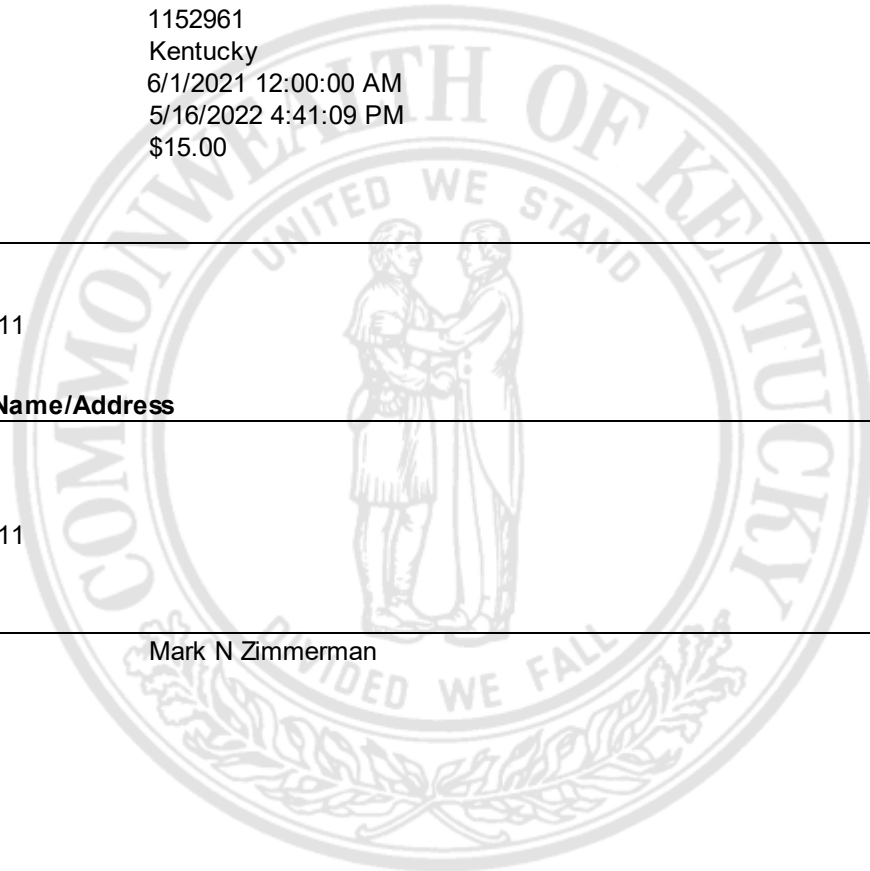 1152961
Kentucky
6/1/2021 12:00:00 AM
5/16/2022 4:41:09 PM
$15.00
COMMONWEALTH OF KENTUCKY
UNITED WE STAND
11
Name/Address
11
Mark N Zimmerman
DIVIDED WE FALL